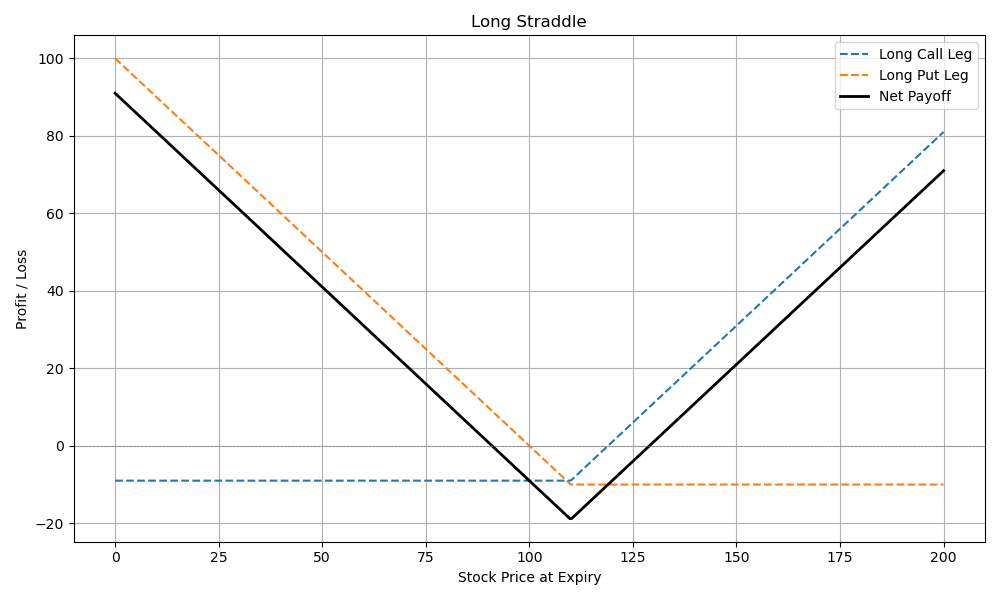 Long Straddle
Profit / Loss
100
80
60
40
20
0
−20
Long Call Leg
Long Put Leg
Net Payoff
0 25 50 75 100 125 150 175 200
Stock Price at Expiry